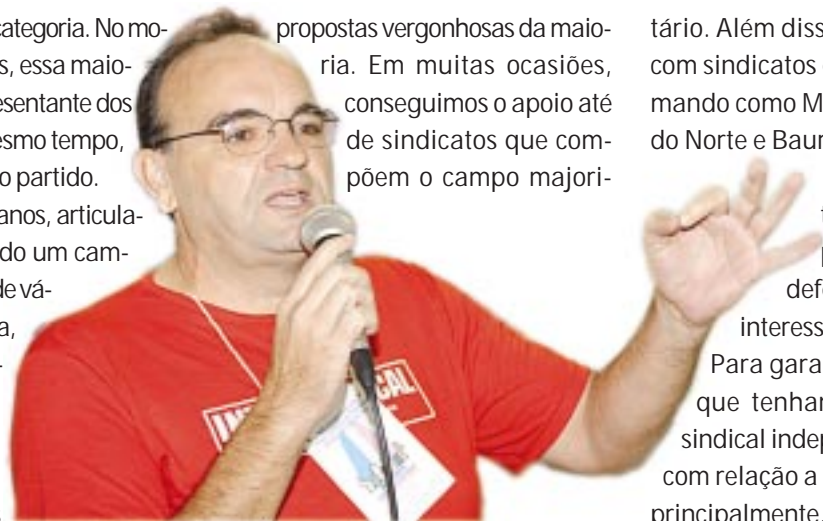 categoria. No mo-
s, essa maio-
esentante dos
esmo tempo,
o partido.
anos, articula-
do um cam-
de vá-
a,
propostas vergonhosas da maio-
ria. Em muitas ocasiões,
conseguimos o apoio até
de sindicatos que com-
põem o campo majori-
tário. Além diss
com sindicatos
mando como M
do Norte e Baur
defe
interess
Para gara
que tenham
sindical indep
com relação a
principalmente,